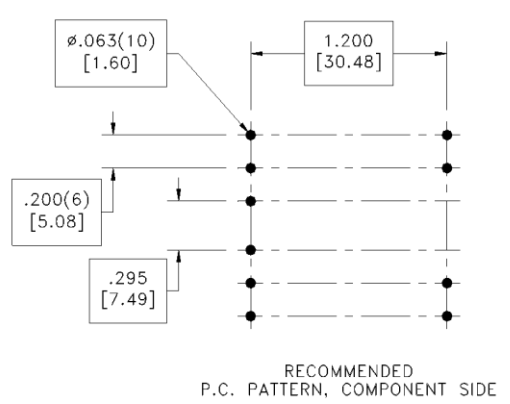 ø.063(10)
[1.60]
1.200
[30.48]
.200(6)
[5.08]
.295
[7.49]
RECOMMENDED
P.C. PATTERN, COMPONENT SIDE